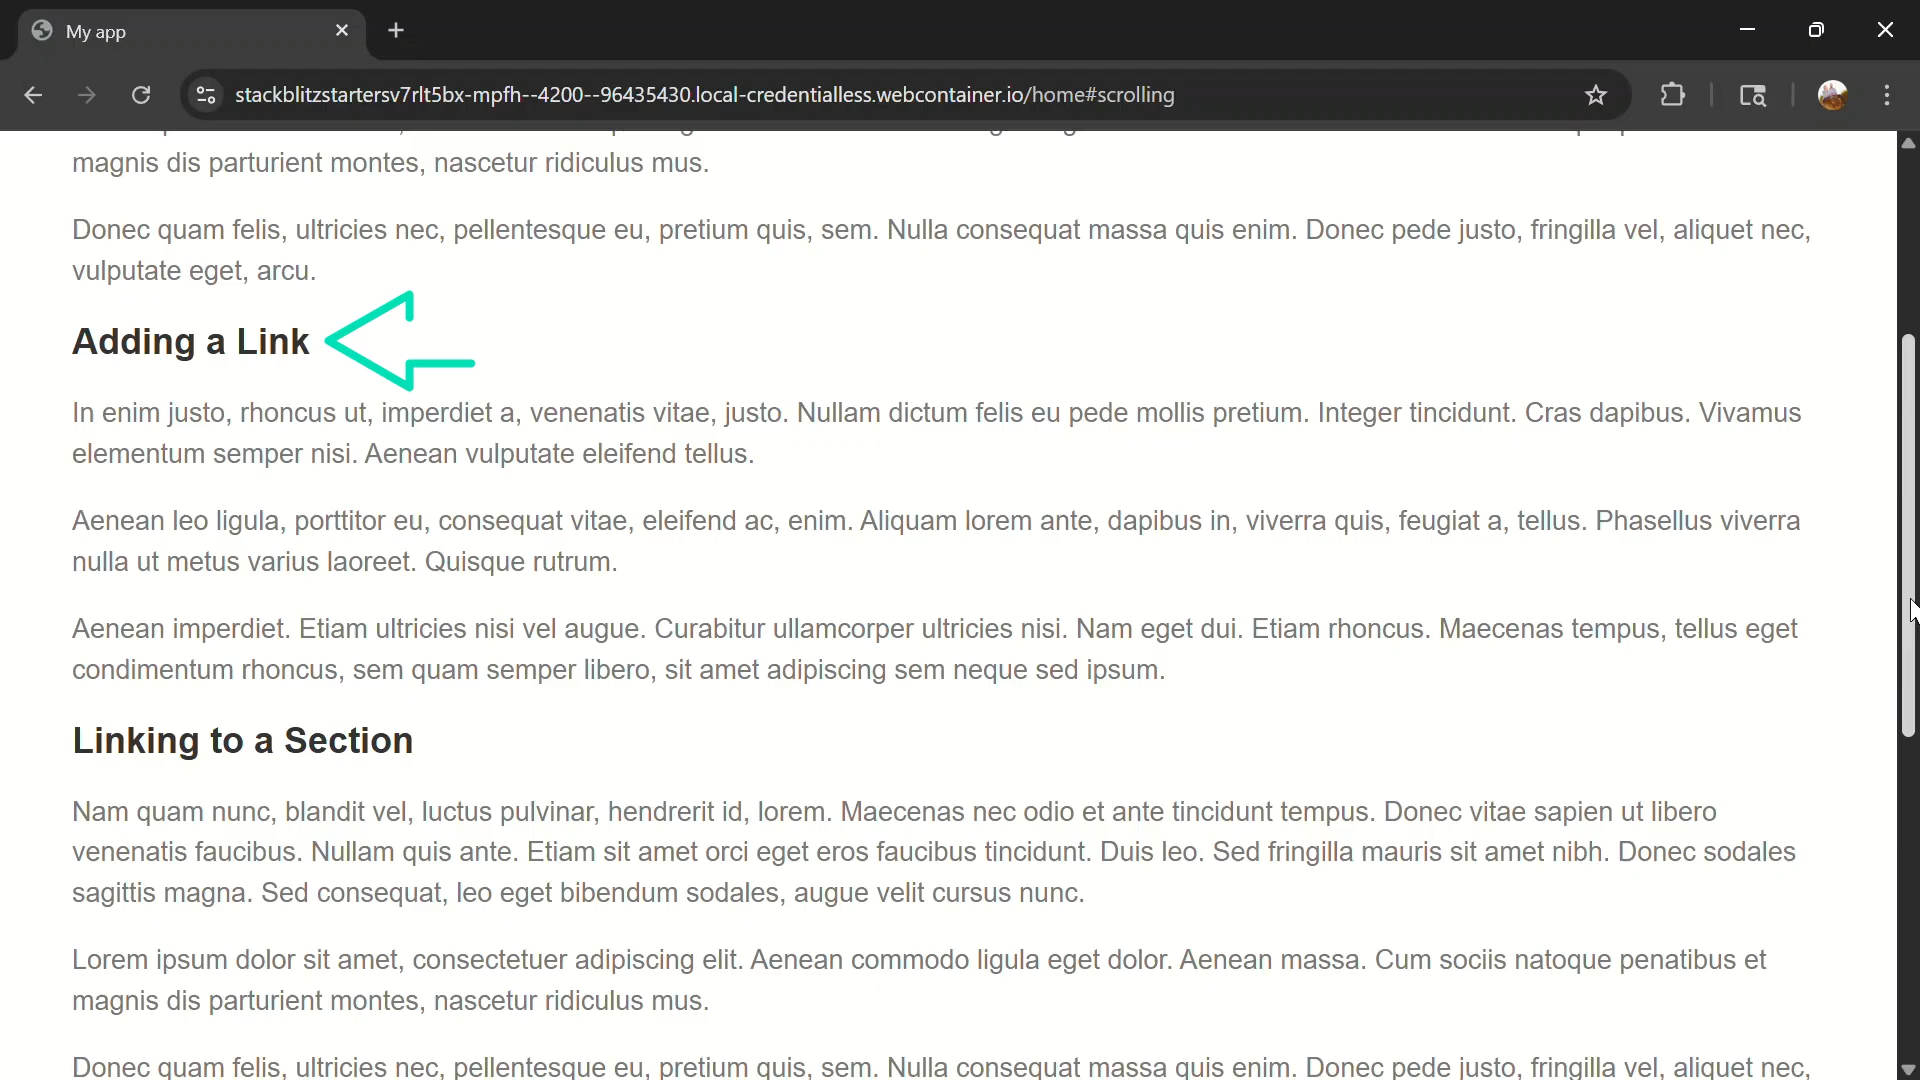 My app
stackblitzstartersv7rlt5bx-mpfh--4200--96435430.local-credentialless.webcontainer.io/home#scrolling
magnis dis parturient montes, nascetur ridiculus mus.
Donec quam felis, ultricies nec, pellentesque eu, pretium quis, sem. Nulla consequat massa quis enim. Donec pede justo, fringilla vel, aliquet nec,
vulputate eget, arcu.
Adding a Link
In enim justo, rhoncus ut, imperdiet a, venenatis vitae, justo. Nullam dictum felis eu pede mollis pretium. Integer tincidunt. Cras dapibus. Vivamus
elementum semper nisi. Aenean vulputate eleifend tellus.
Aenean leo ligula, porttitor eu, consequat vitae, eleifend ac, enim. Aliquam lorem ante, dapibus in, viverra quis, feugiat a, tellus. Phasellus viverra
nulla ut metus varius laoreet. Quisque rutrum.
Aenean imperdiet. Etiam ultricies nisi vel augue. Curabitur ullamcorper ultricies nisi. Nam eget dui. Etiam rhoncus. Maecenas tempus, tellus eget
condimentum rhoncus, sem quam semper libero, sit amet adipiscing sem neque sed ipsum.
Linking to a Section
Nam quam nunc, blandit vel, luctus pulvinar, hendrerit id, lorem. Maecenas nec odio et ante tincidunt tempus. Donec vitae sapien ut libero
venenatis faucibus. Nullam quis ante. Etiam sit amet orci eget eros faucibus tincidunt. Duis leo. Sed fringilla mauris sit amet nibh. Donec sodales
sagittis magna. Sed consequat, leo eget bibendum sodales, augue velit cursus nunc.
Lorem ipsum dolor sit amet, consectetuer adipiscing elit. Aenean commodo ligula eget dolor. Aenean massa. Cum sociis natoque penatibus et
magnis dis parturient montes, nascetur ridiculus mus.
Donec quam felis, ultricies nec, pellentesque eu, pretium quis, sem. Nulla consequat massa quis enim. Donec pede justo, fringilla vel, aliquet nec,